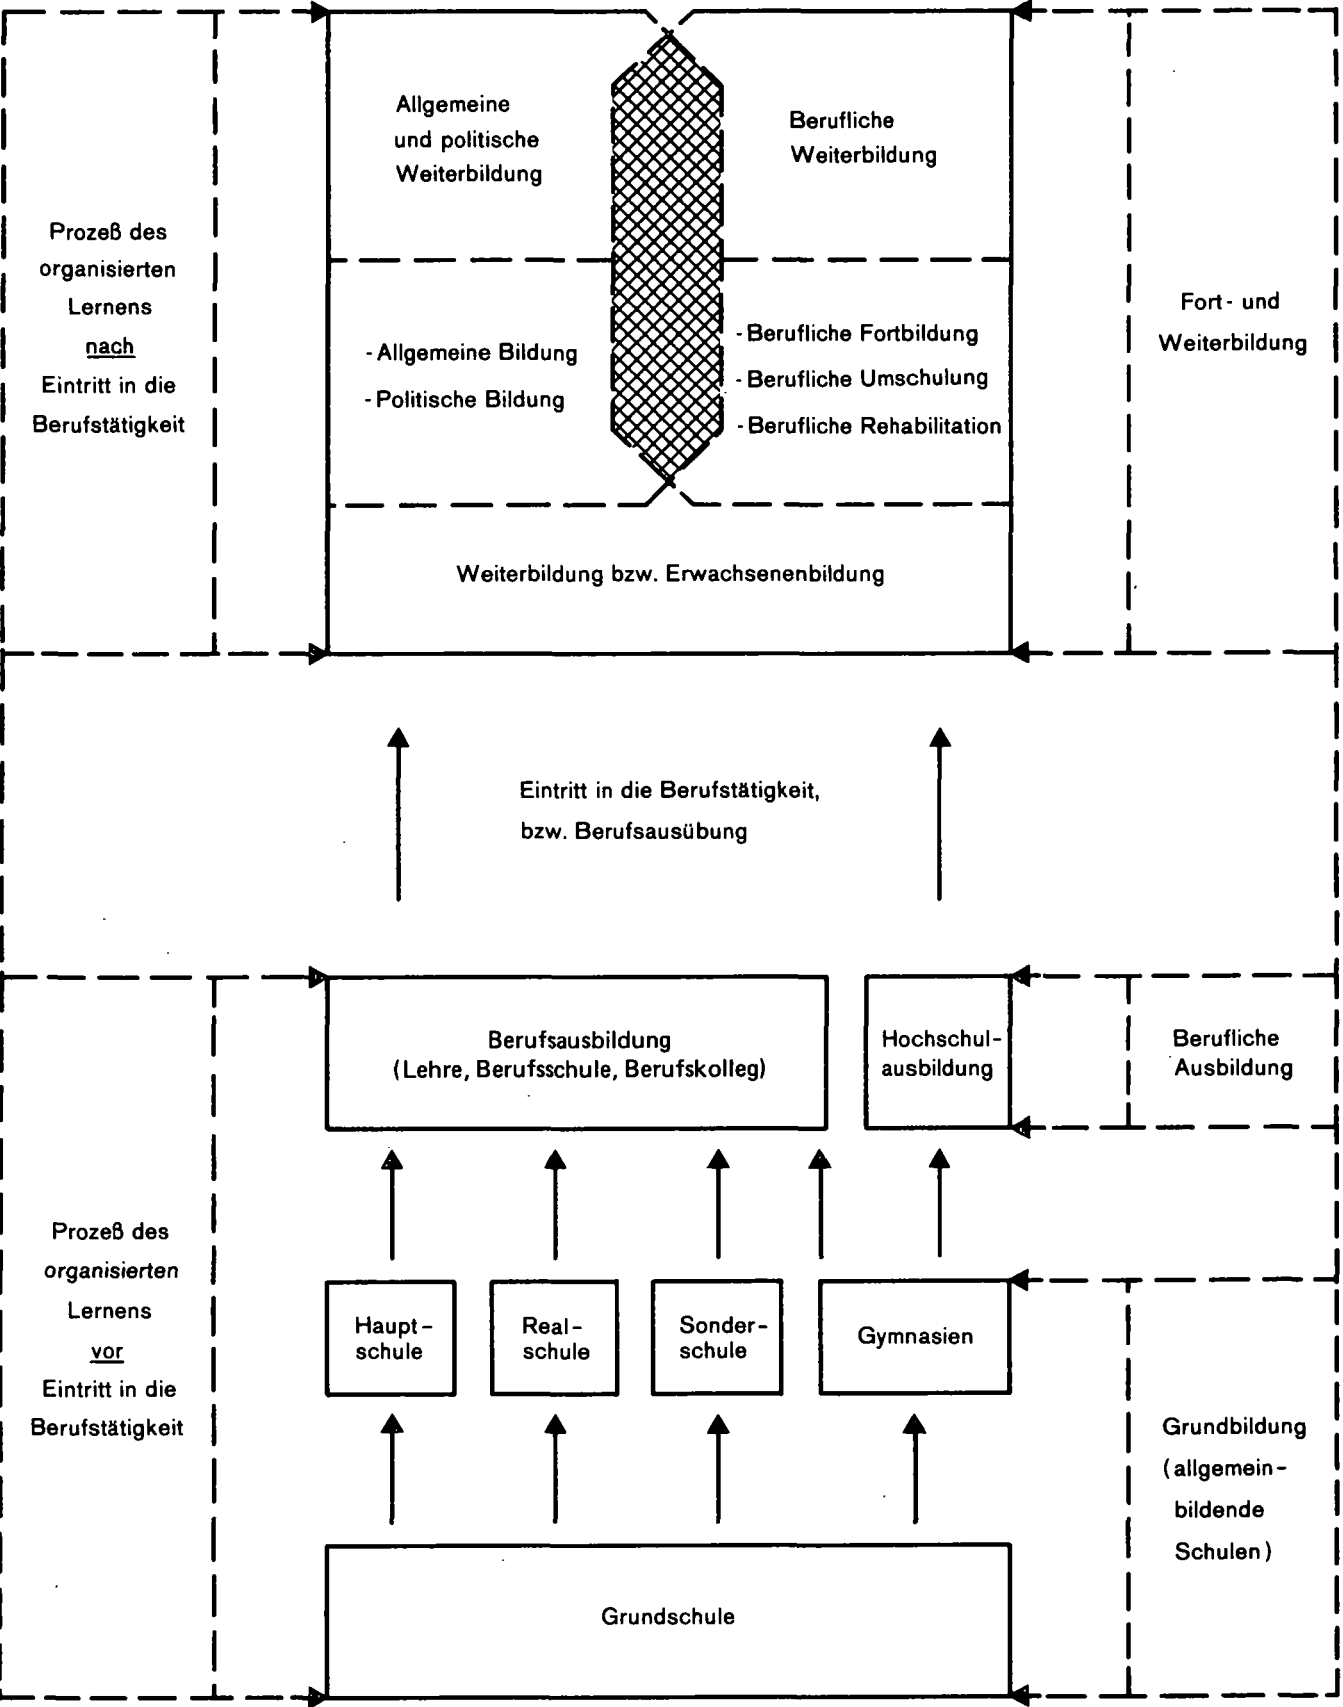 Allgemeine
und politische
Weiterbildung
Berufliche
Weiterbildung
Prozeß des
organisierten
Lernens
nach
Eintritt in die
Berufstätigkeit
- Allgemeine Bildung
- Politische Bildung
- Berufliche Fortbildung
- Berufliche Umschulung
- Berufliche Rehabilitation
Fort- und
Weiterbildung
Weiterbildung bzw. Erwachsenenbildung
Eintritt in die Berufstätigkeit,
bzw. Berufsausübung
Berufsausbildung
(Lehre, Berufsschule, Berufskolleg)
Hochschul-
ausbildung
Berufliche
Ausbildung
Prozeß des
organisierten
Lernens
vor
Eintritt in die
Berufstätigkeit
Haupt-
schule
Real-
schule
Sonder-
schule
Gymnasien
Grundbildung
(allgemein-
bildende
Schulen)
Grundschule